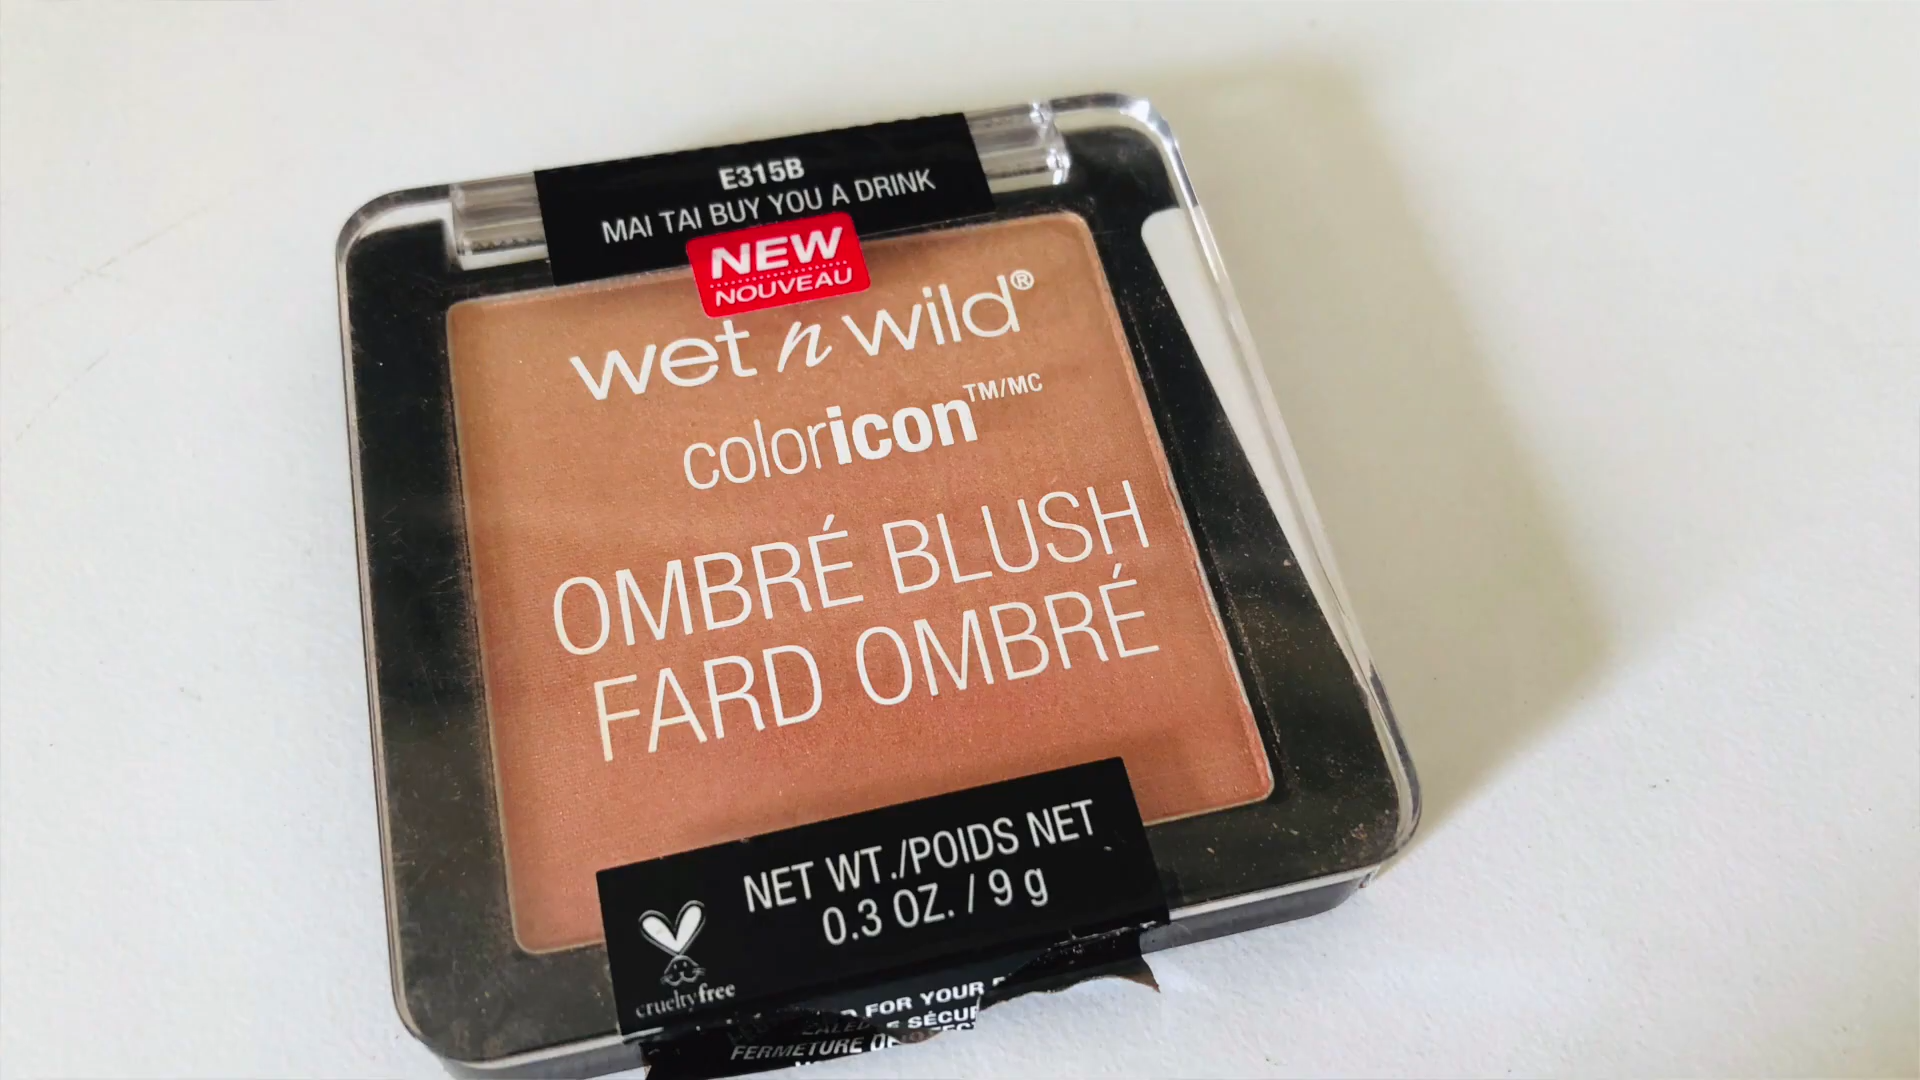 E315B
MAI TAI BUY YOU A DRINK
NEW
NOUVEAU
wet n wild®
coloricon™/MC
OMBRÉ BLUSH
FARD OMBRÉ
NET WT./POIDS NET
0.3 OZ. / 9 g
crueltyfree
FOR YOUR
FERMETURE DE